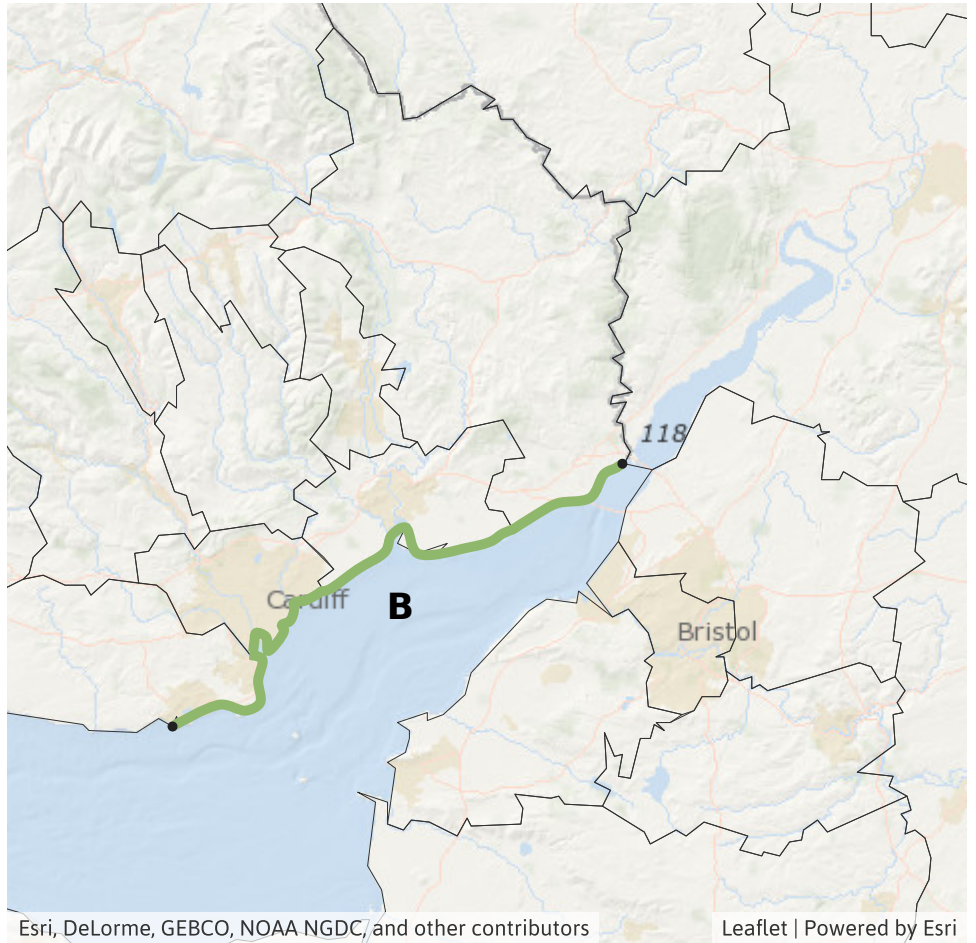 118
Cardiff
B
Bristol
Esri, DeLorme, GEBCO, NOAA NGDC, and other contributors
Leaflet | Powered by Esri